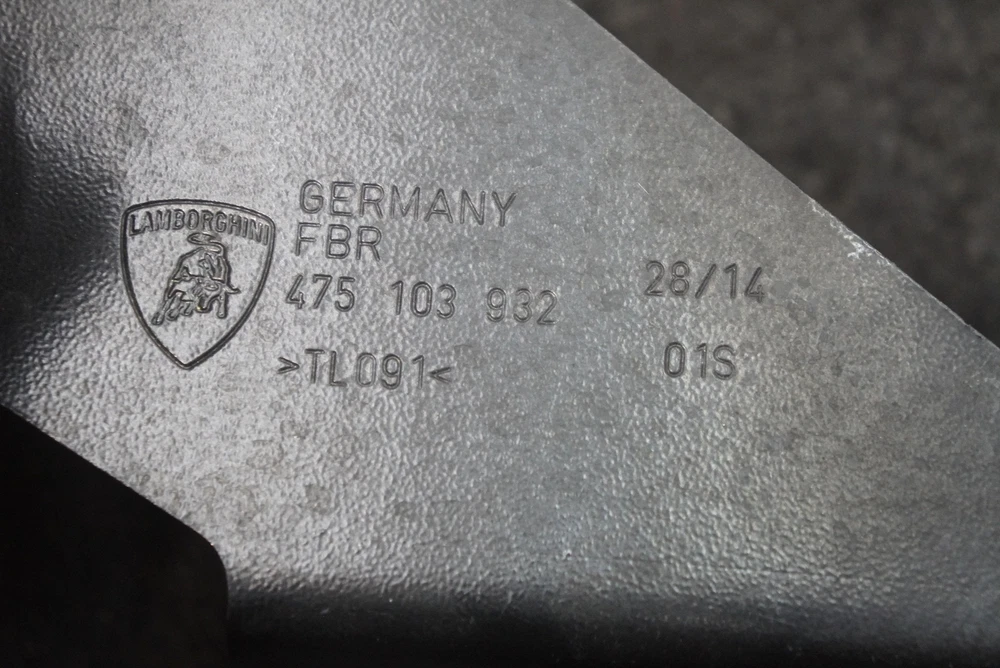 LAMBORGHINI
GERMANY
FBR
475 103 932
28/14
>TL091<
01S